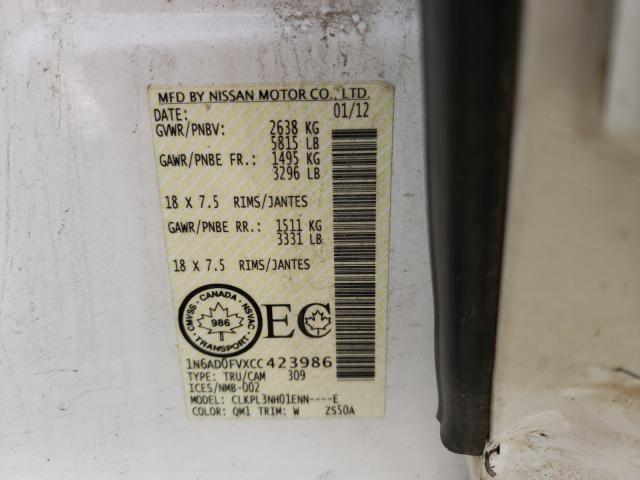 MFD BY NISSAN MOTOR CO., LTD.
DATE: 01/12
GVWR/PNBV: 2638 KG
5815 LB
GAWR/PNBE FR.: 1495 KG
3296 LB
18 X 7.5 RIMS/JANTES
GAWR/PNBE RR.: 1511 KG
3331 LB
18 X 7.5 RIMS/JANTES
CANADA
CMVSS - NSVAC
986
TRANSPORT
EC
1N6AD0FVXCC423986
TYPE: TRU/CAM 309
ICES/NMB-002
MODEL: CLKPL3NH01ENN----E
COLOR: QM1 TRIM: W ZS50A